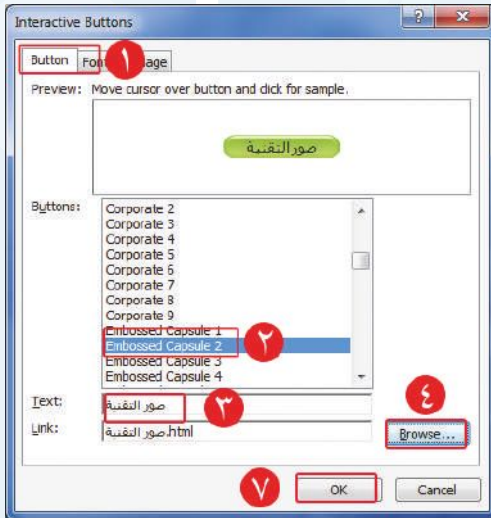 Interactive Buttons
Button Font Image
١
Preview: Move cursor over button and click for sample.
صور التقنية
Buttons:
Corporate 2
Corporate 3
Corporate 4
Corporate 5
Corporate 6
Corporate 7
Corporate 8
Corporate 9
Embossed Capsule 1
Embossed Capsule 2
٢
Embossed Capsule 3
Embossed Capsule 4
Text: صور التقنية
٣
٤
Link: صور التقنية.html
Browse...
٧
OK Cancel